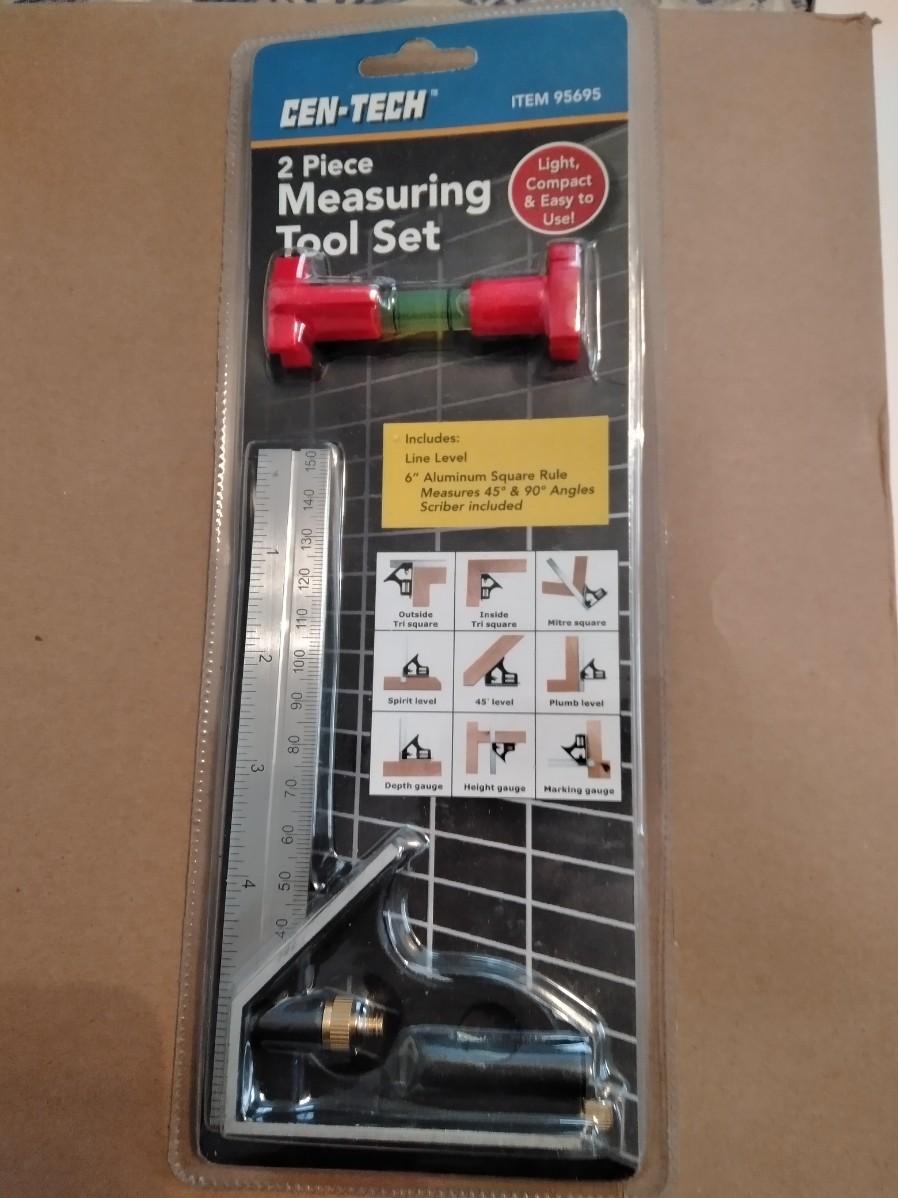 CEN-TECH™
ITEM 95695
2 Piece
Measuring
Tool Set
Light,
Compact
& Easy to
Use!
Includes:
Line Level
6" Aluminum Square Rule
Measures 45° & 90° Angles
Scriber included
Outside
Tri square
Inside
Tri square
Mitre square
Spirit level
45° level
Plumb level
Depth gauge
Height gauge
Marking gauge
1
2
3
4
150
140
130
120
110
100
90
80
70
60
50
40